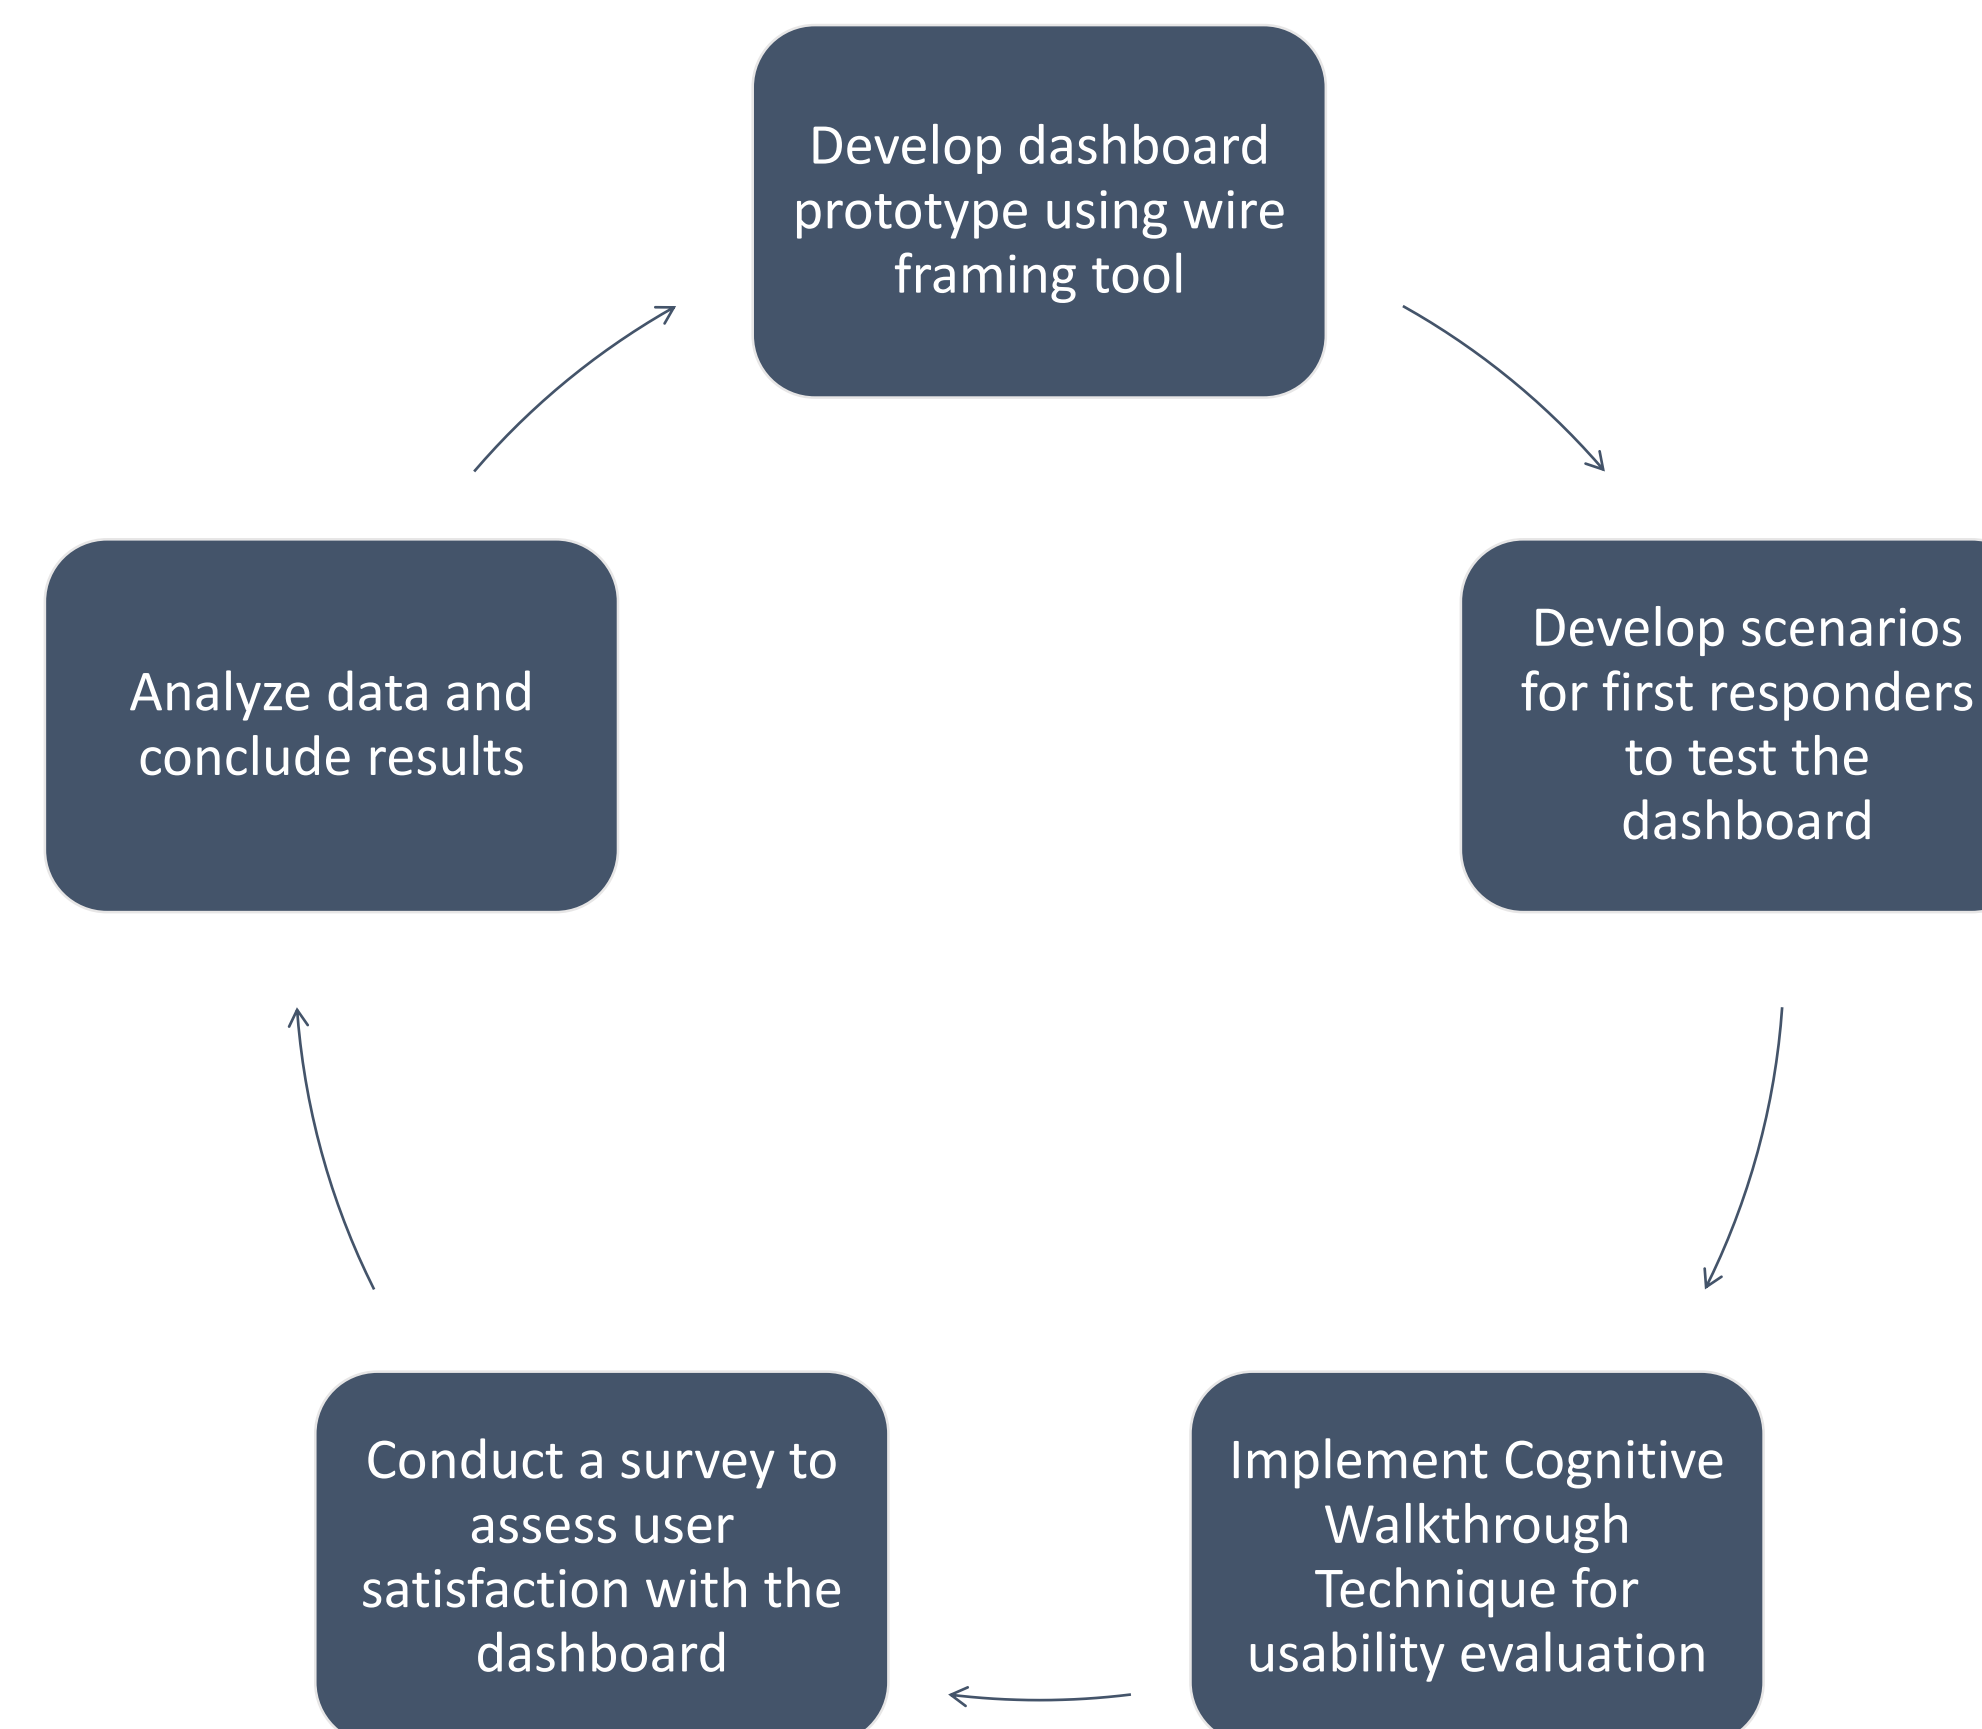 Develop dashboard
prototype using wire
framing tool
Develop scenarios
for first responders
to test the
dashboard
Implement Cognitive
Walkthrough
Technique for
usability evaluation
Conduct a survey to
assess user
satisfaction with the
dashboard
Analyze data and
conclude results